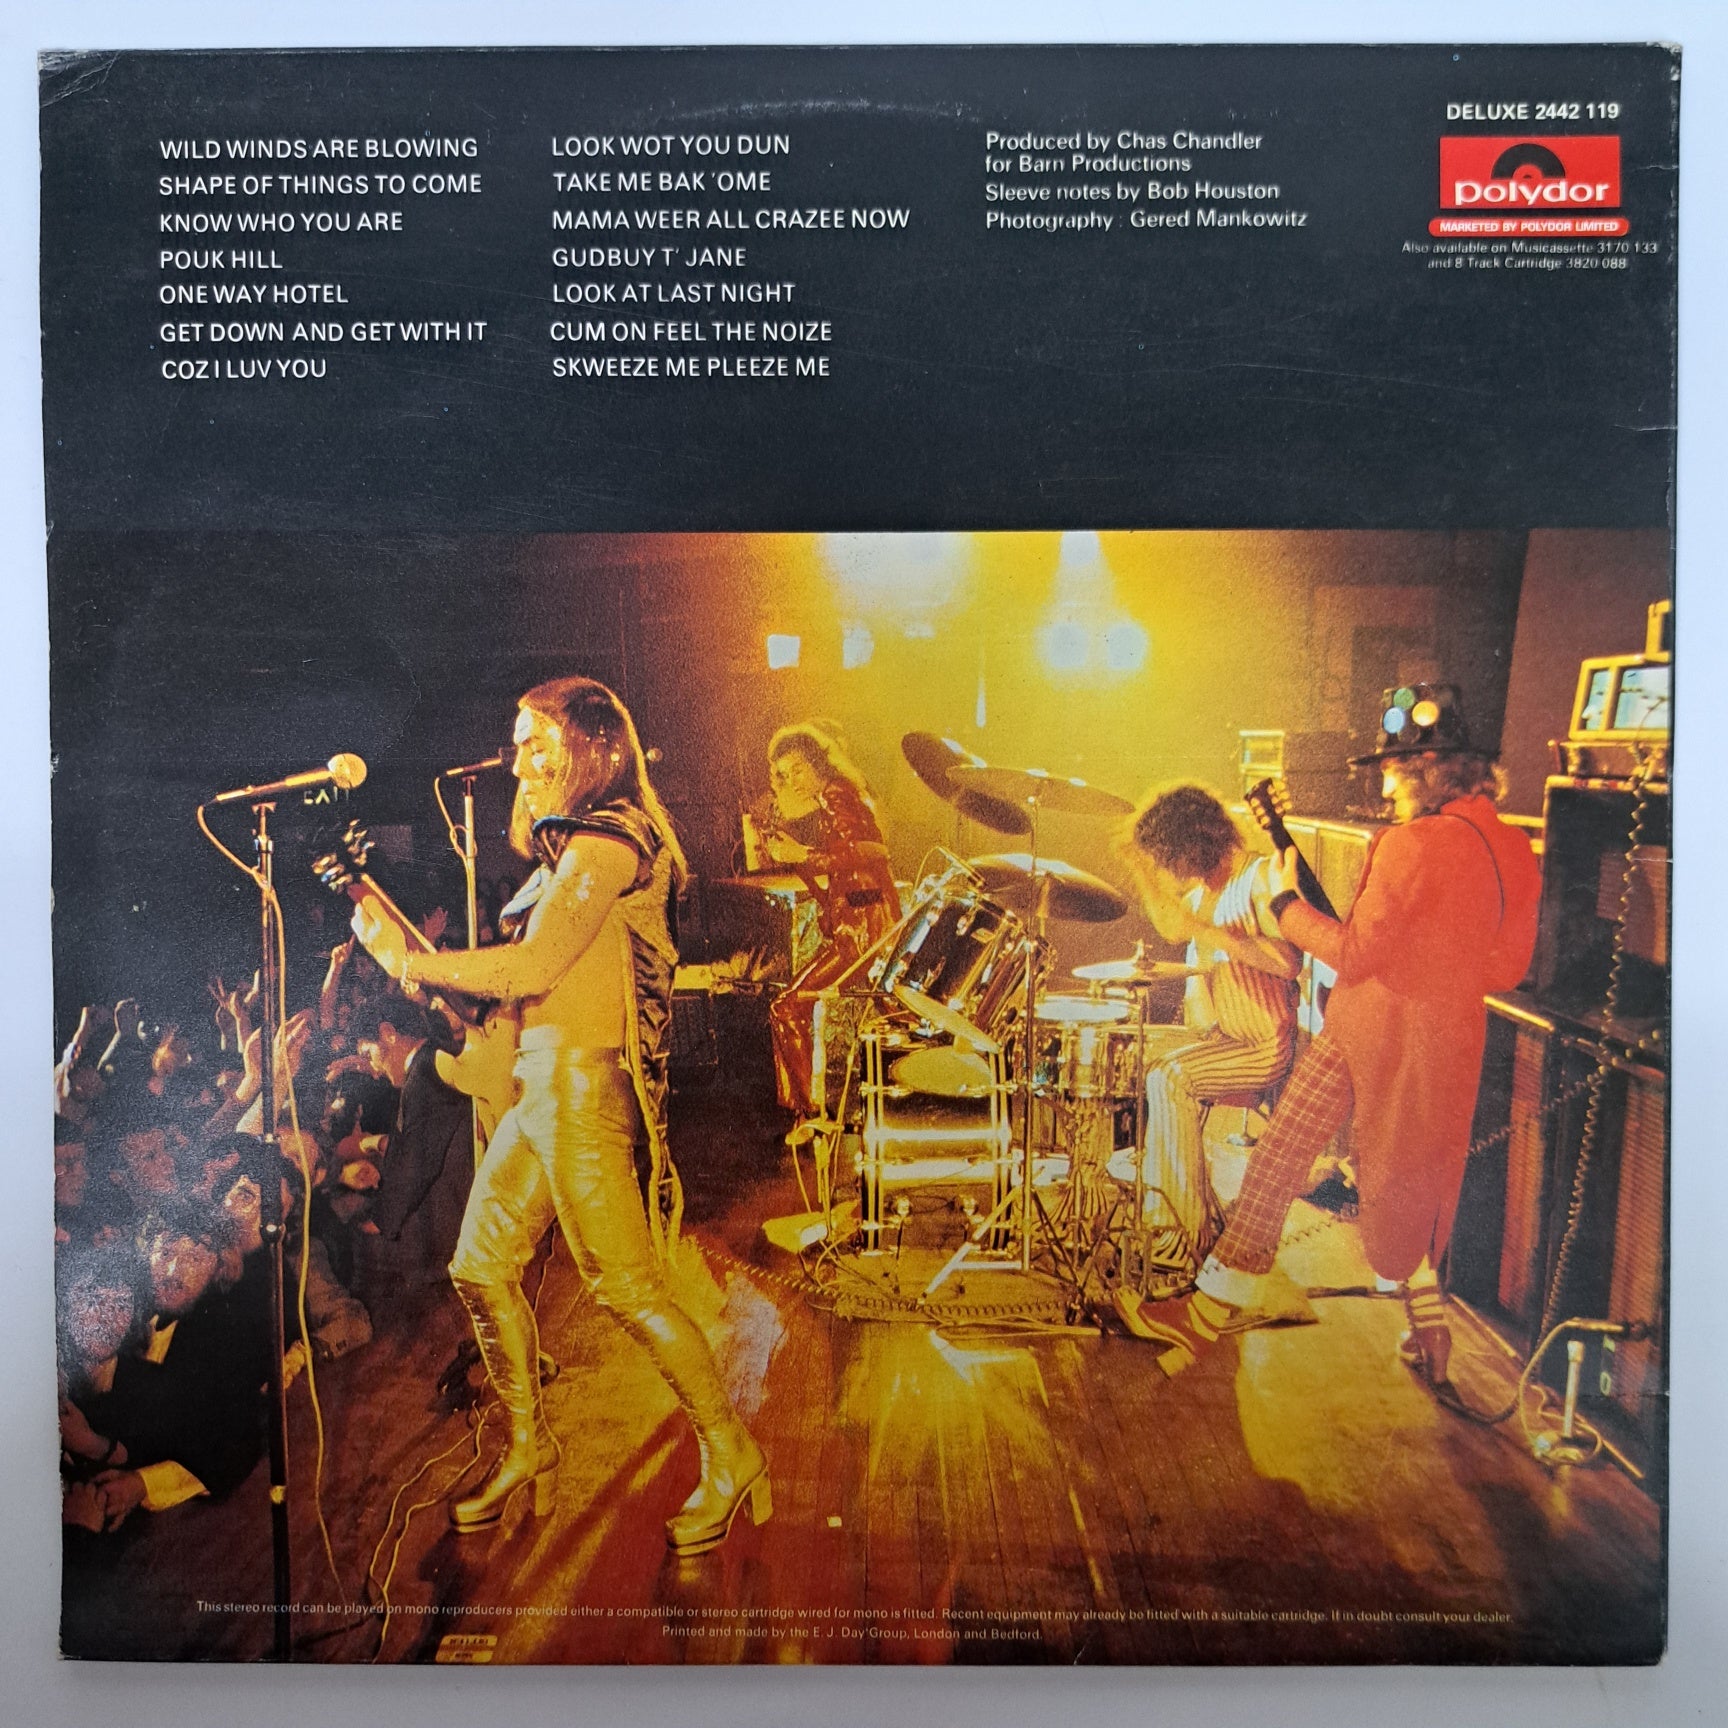 WILD WINDS ARE BLOWING
SHAPE OF THINGS TO COME
KNOW WHO YOU ARE
POUK HILL
ONE WAY HOTEL
GET DOWN AND GET WITH IT
COZ I LUV YOU
LOOK WOT YOU DUN
TAKE ME BAK 'OME
MAMA WEER ALL CRAZEE NOW
GUDBUY T' JANE
LOOK AT LAST NIGHT
CUM ON FEEL THE NOIZE
SKWEEZE ME PLEEZE ME
Produced by Chas Chandler
for Barn Productions
Sleeve notes by Bob Houston
Photography : Gered Mankowitz
DELUXE 2442 119
polydor
MARKETED BY POLYDOR LIMITED
Also available on Musicassette 3170 133
and 8 Track Cartridge 3820 088
This stereo record can be played on mono reproducers provided either a compatible or stereo cartridge wired for mono is fitted. Recent equipment may already be fitted with a suitable cartridge. If in doubt consult your dealer.
Printed and made by the E. J. Day Group, London and Bedford.